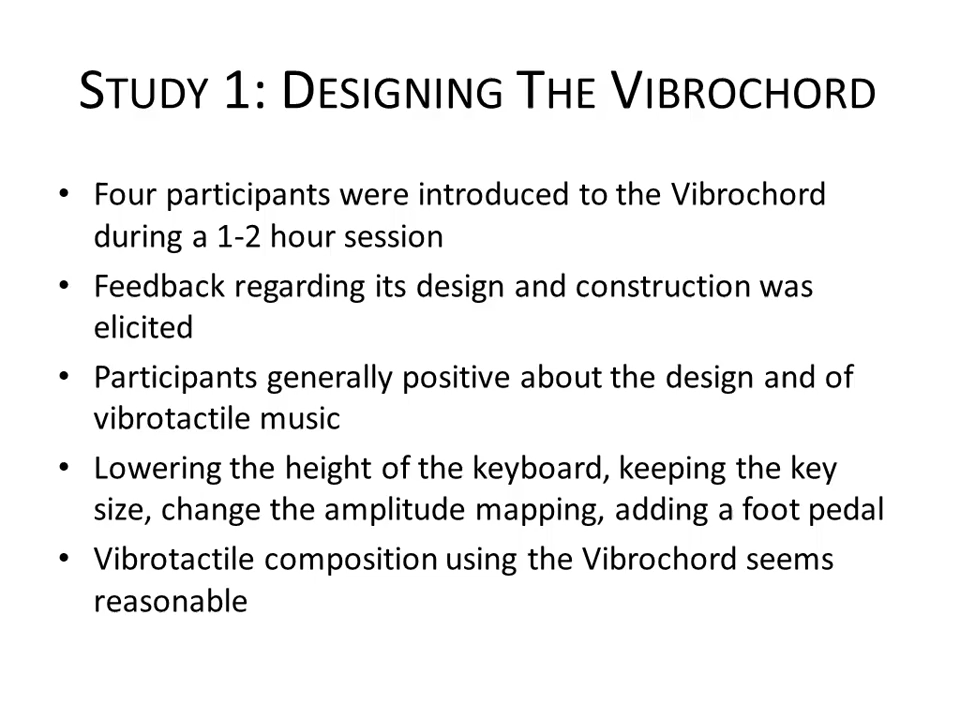 STUDY 1: DESIGNING THE VIBROCHORD
• Four participants were introduced to the Vibrochord
during a 1-2 hour session
• Feedback regarding its design and construction was
elicited
• Participants generally positive about the design and of
vibrotactile music
• Lowering the height of the keyboard, keeping the key
size, change the amplitude mapping, adding a foot pedal
• Vibrotactile composition using the Vibrochord seems
reasonable